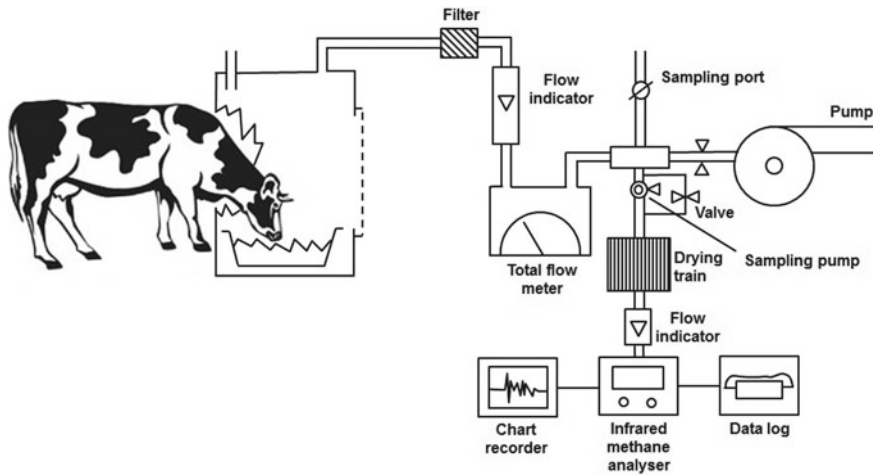 Filter
Flow
indicator
Sampling port
Pump
Valve
Total flow
meter
Drying
train
Sampling pump
Flow
indicator
Chart
recorder
Infrared
methane
analyser
Data log